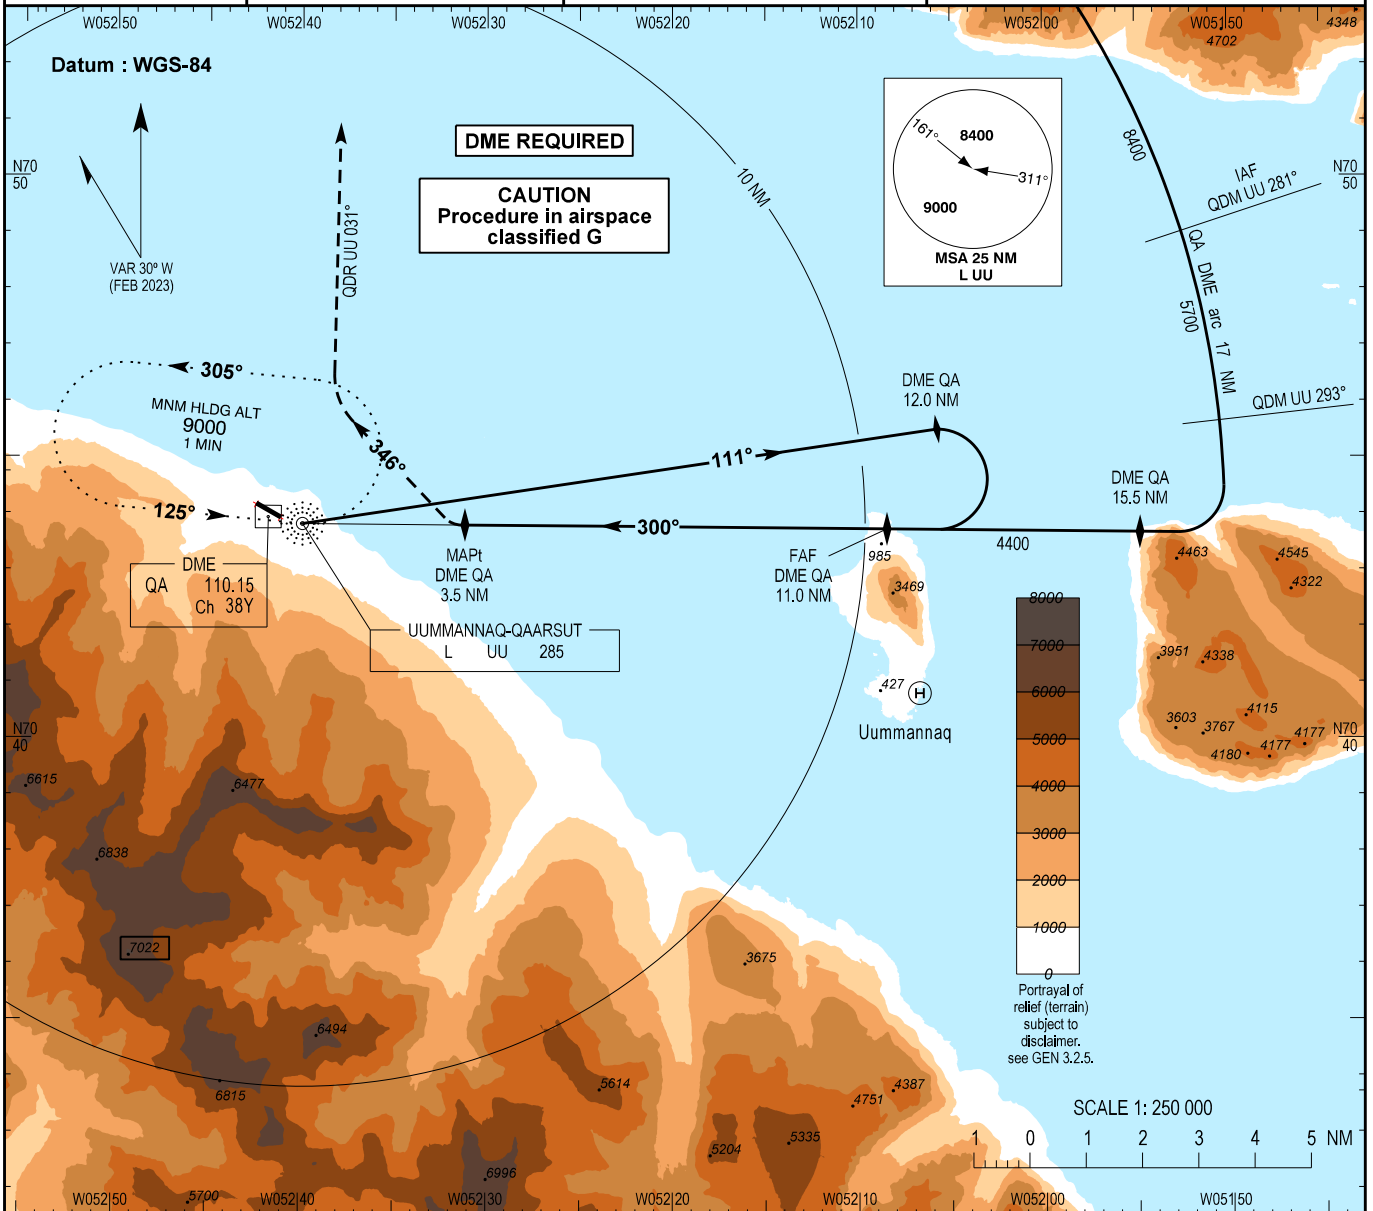 W052|50
W052|40
W052|30
W052|20
W052|10
W052|00
W051|50
4348
4702
Datum : WGS-84
DME REQUIRED
CAUTION
Procedure in airspace
classified G
VAR 30° W
(FEB 2023)
QDR UU 031°
10 NM
161°
8400
311°
9000
MSA 25 NM
L UU
8400
IAF
QDM UU 281°
QA DME arc 17 NM
5700
QDM UU 293°
N70
50
N70
50
305°
MNM HLDG ALT
9000
1 MIN
125°
346°
111°
DME QA
12.0 NM
DME QA
15.5 NM
300°
MAPt
DME QA
3.5 NM
FAF
DME QA
11.0 NM
4400
DME
QA 110.15
Ch 38Y
UUMMANNAQ-QAARSUT
L UU 285
985
3469
427
H
Uummannaq
4463
4545
4322
3951
4338
4115
3603
3767
4180
4177
4177
N70
40
N70
40
8000
7000
6000
5000
4000
3000
2000
1000
0
Portrayal of
relief (terrain)
subject to
disclaimer.
see GEN 3.2.5.
6615
6477
6838
7022
3675
6494
6815
5614
4387
4751
5335
5204
6996
5700
SCALE 1: 250 000
1 0 1 2 3 4 5 NM
W052|50
W052|40
W052|30
W052|20
W052|10
W052|00
W051|50